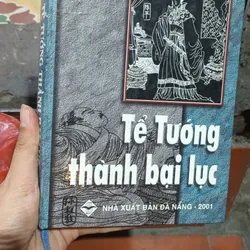 Tể Tướng
thành bại lục
NHÀ XUẤT BẢN ĐÀ NẴNG - 2001